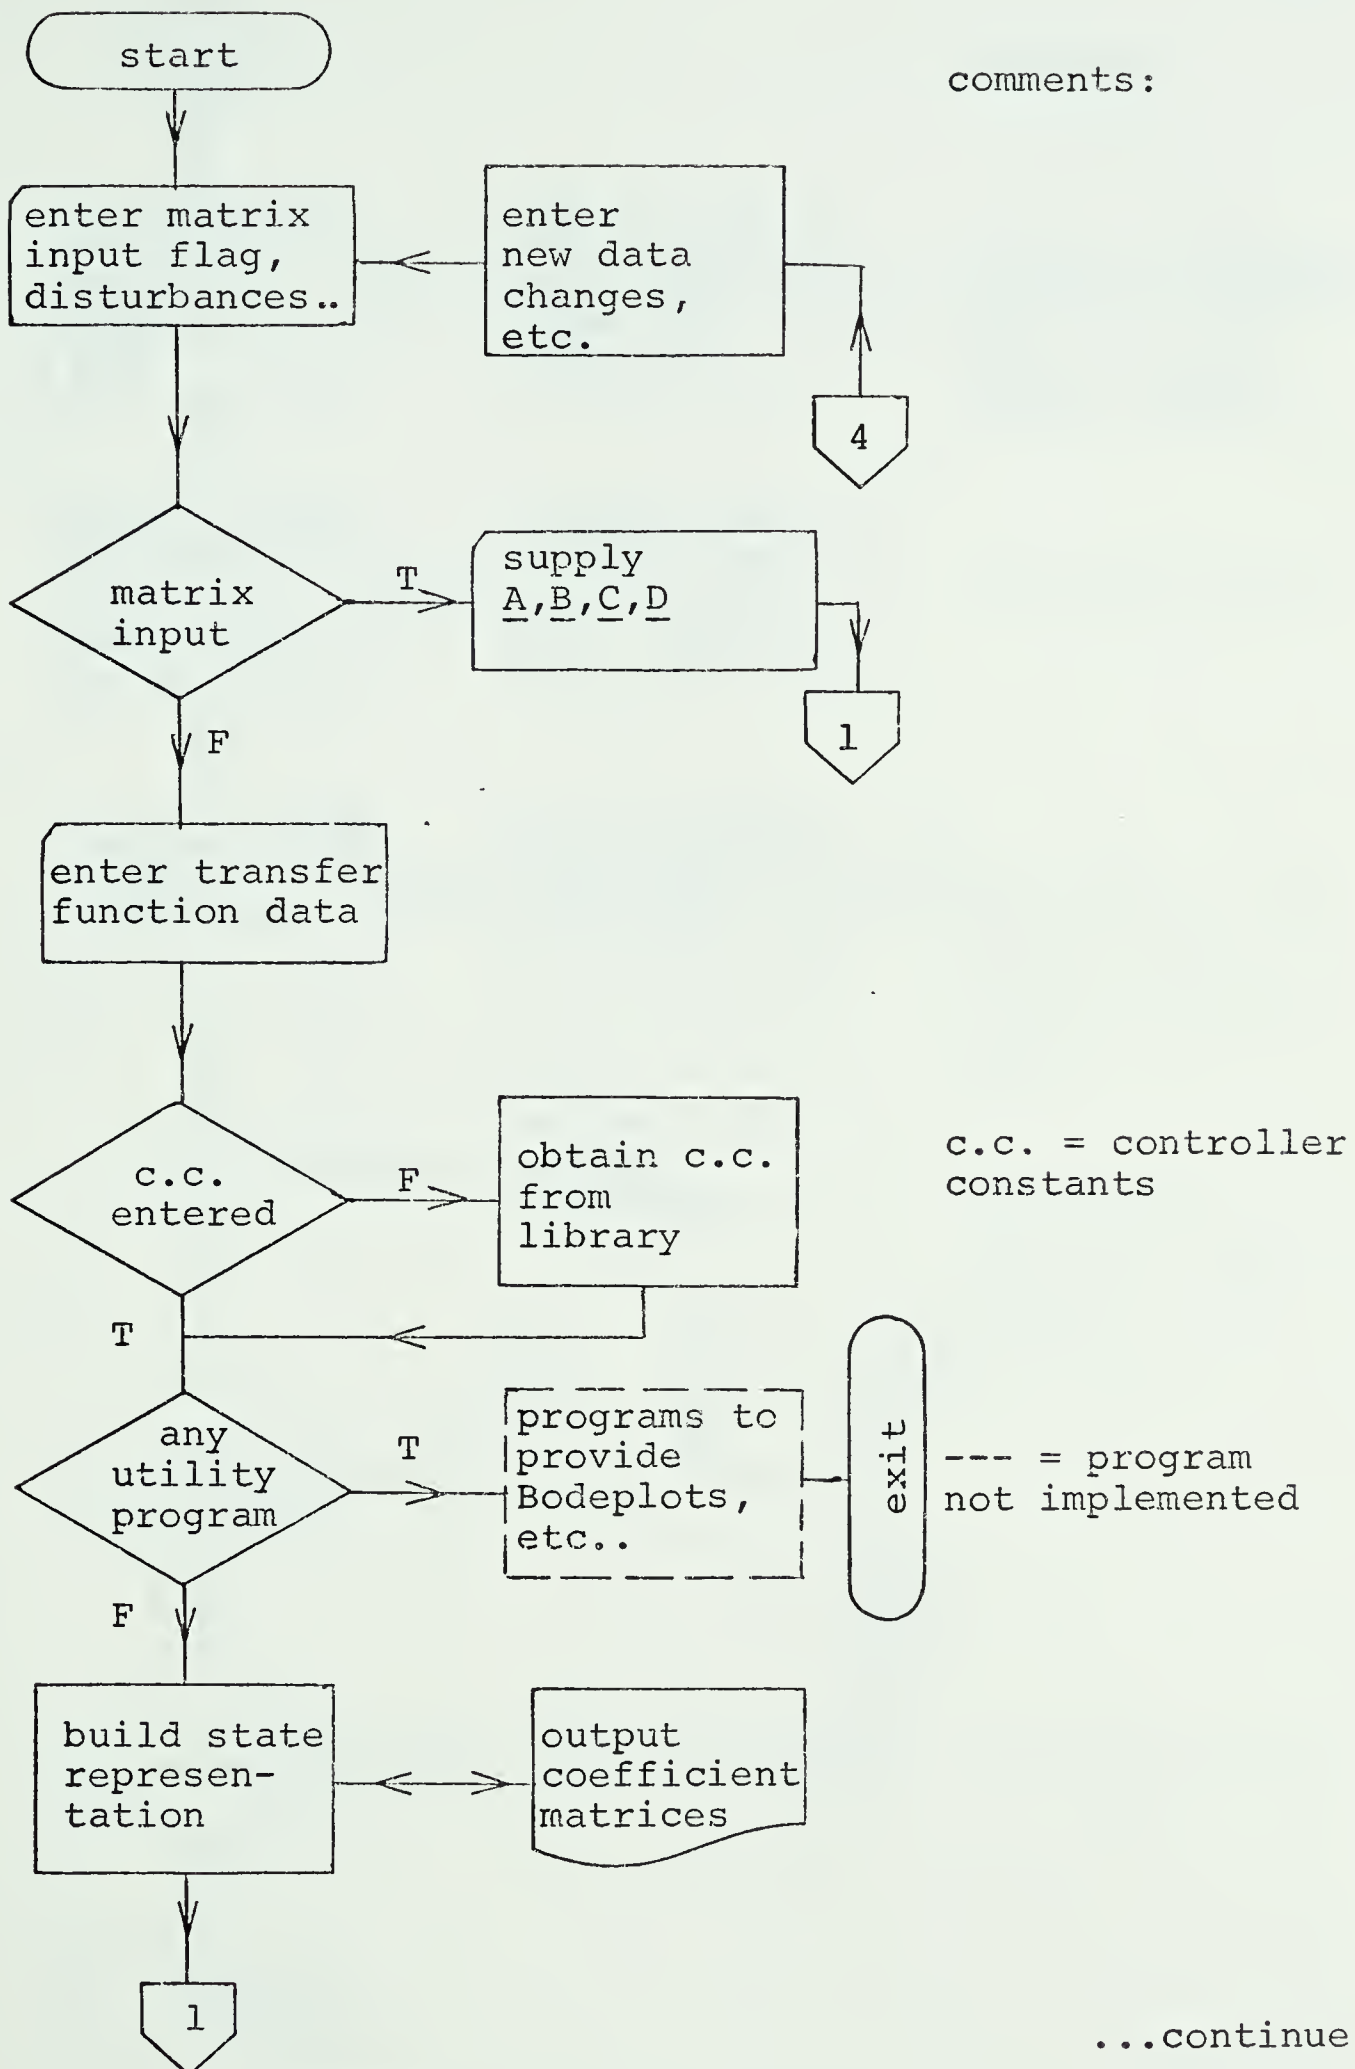 start
comments:
enter matrix
input flag,
disturbances..
enter
new data
changes,
etc.
4
matrix
input
T
supply
A,B,C,D
1
F
enter transfer
function data
c.c.
entered
F
obtain c.c.
from
library
c.c. = controller
constants
T
any
utility
program
T
programs to
provide
Bodeplots,
etc..
exit
--- = program
not implemented
F
build state
represen-
tation
output
coefficient
matrices
1
...continue